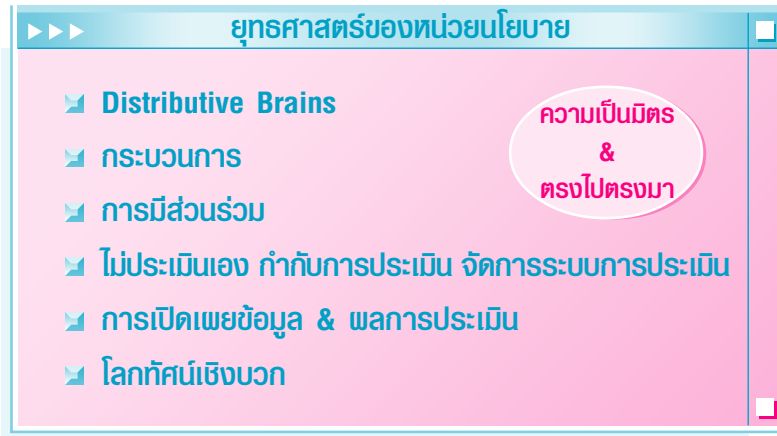 ยุทธศาสตร์ของหน่วยนโยบาย
Distributive Brains
กระบวนการ
การมีส่วนร่วม
ไม่ประเมินเอง กำกับการประเมิน จัดการระบบการประเมิน
การเปิดเผยข้อมูล & ผลการประเมิน
โลกทัศน์เชิงบวก
ความเป็นมิตร
&
ตรงไปตรงมา